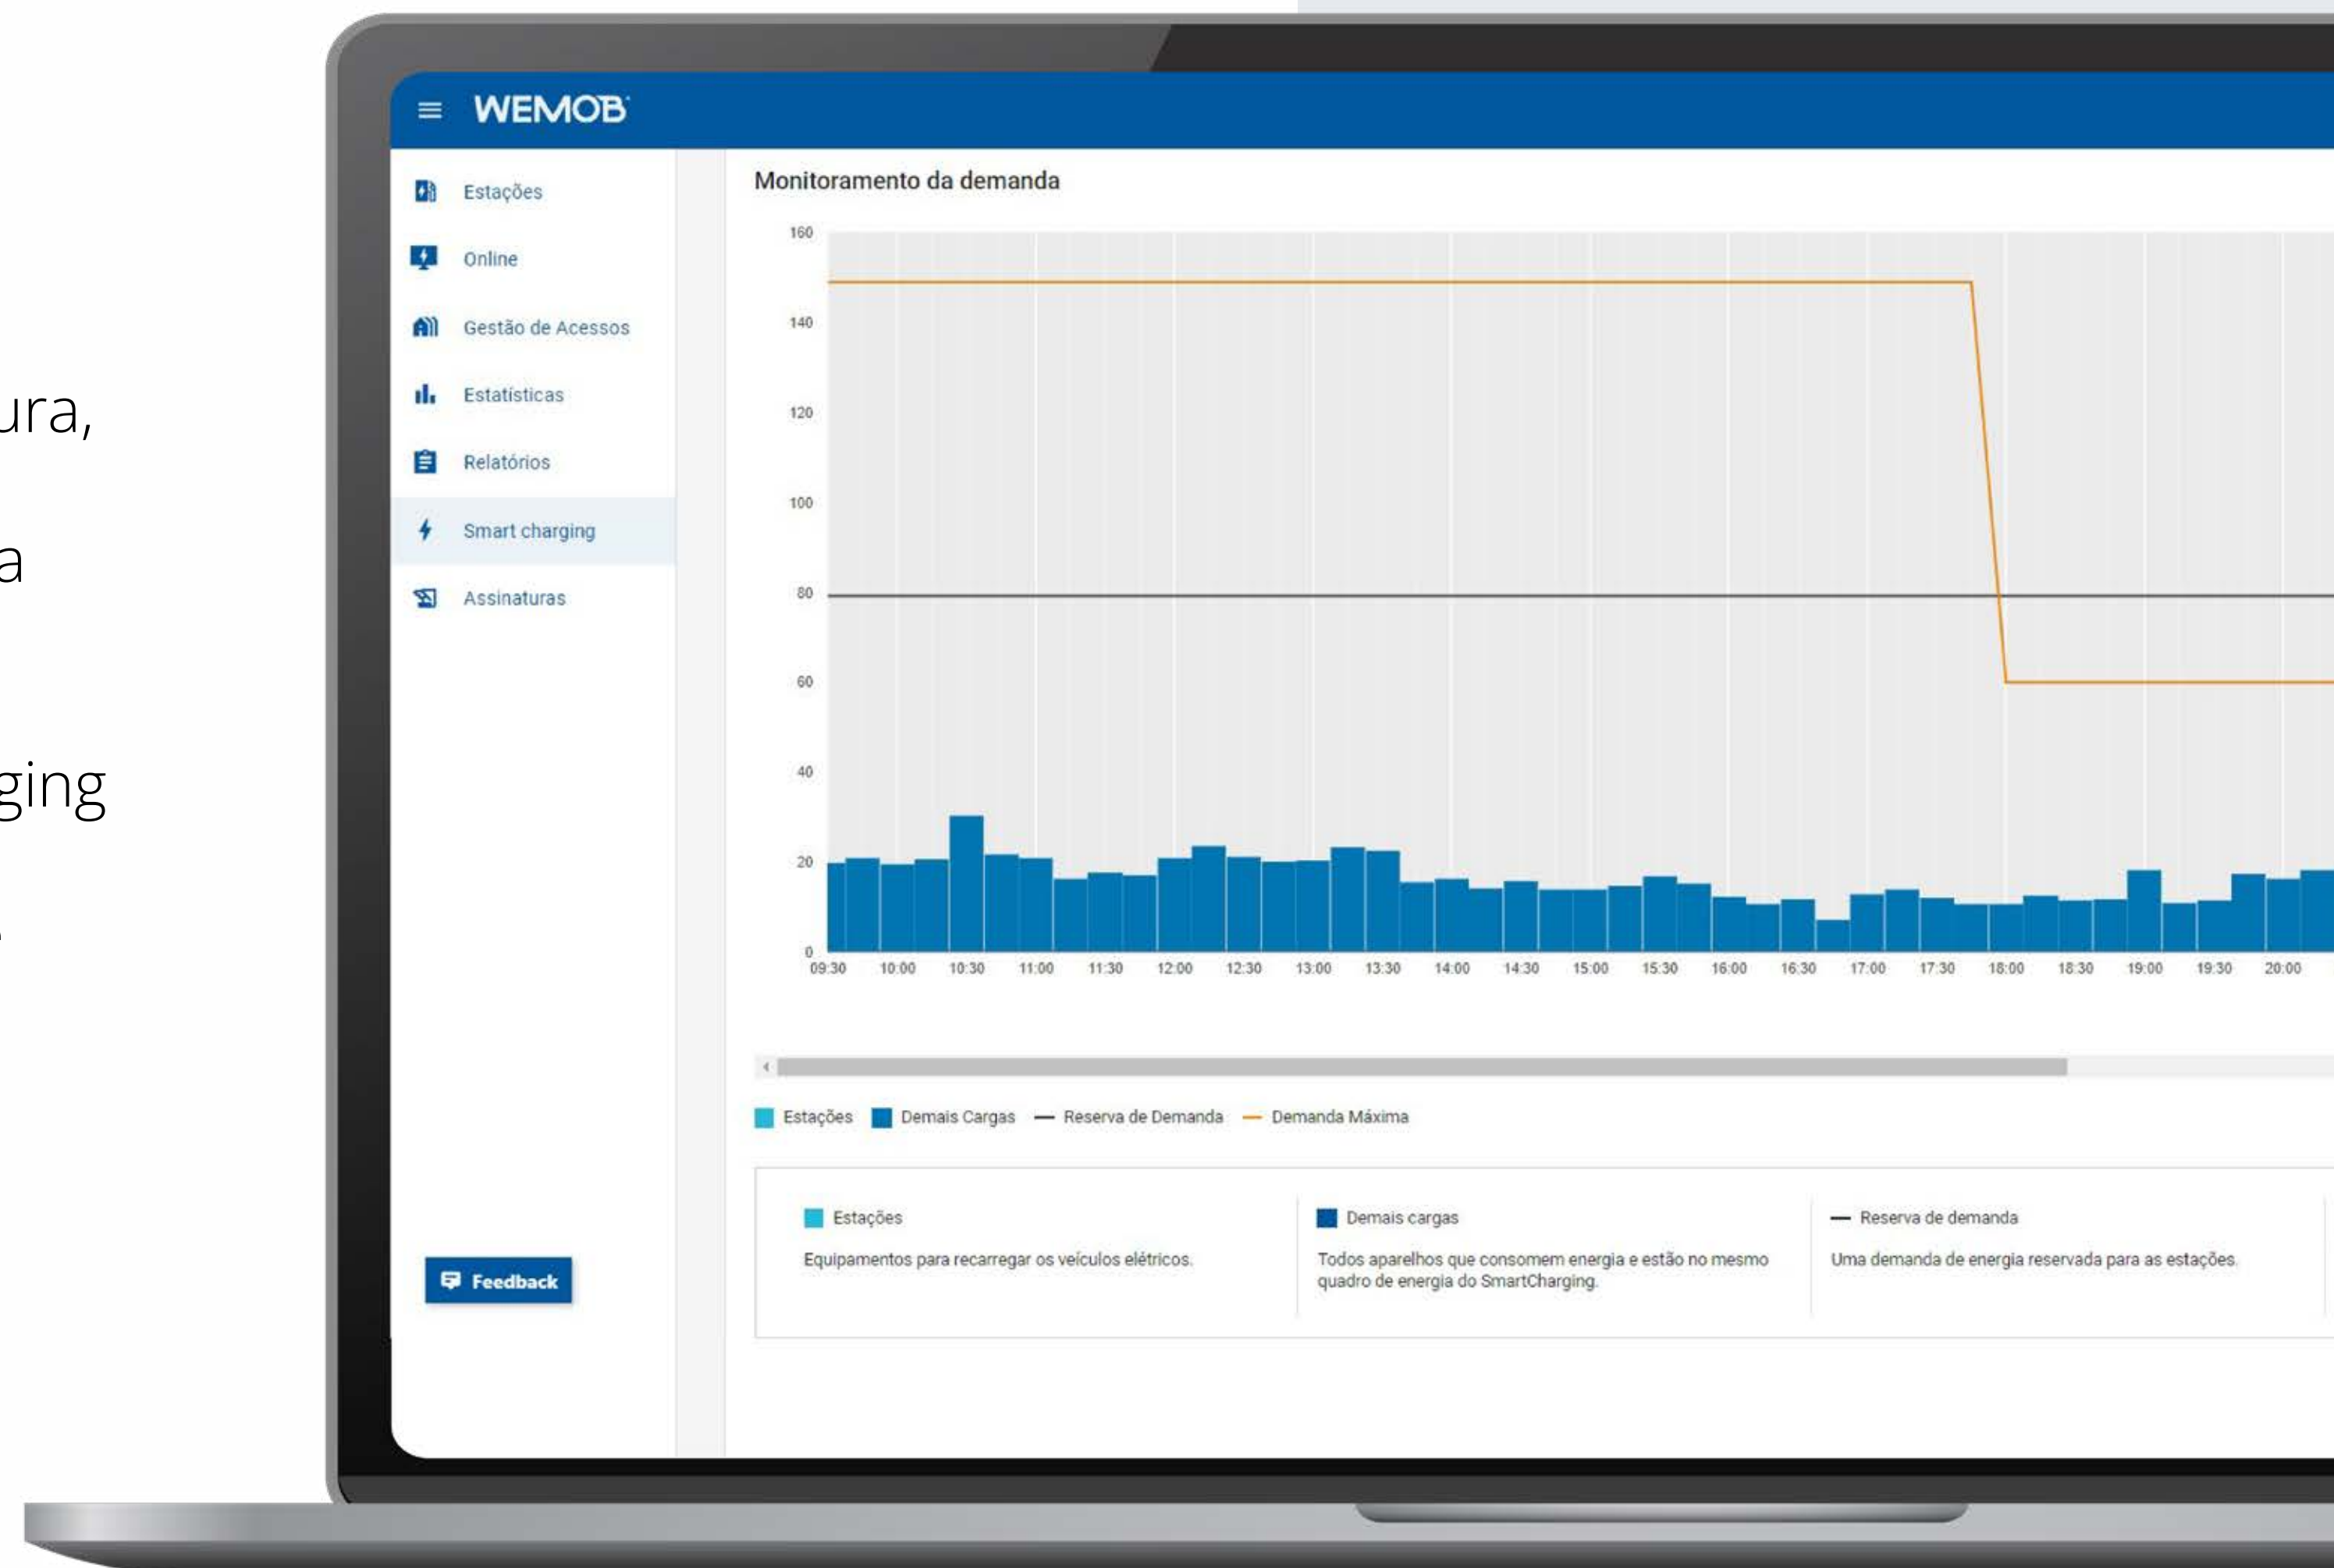 WEMOB
Estações
Online
Gestão de Acessos
Estatísticas
Relatórios
Smart charging
Assinaturas
Feedback
Monitoramento da demanda
160
140
120
100
80
60
40
20
0
09:30 10:00 10:30 11:00 11:30 12:00 12:30 13:00 13:30 14:00 14:30 15:00 15:30 16:00 16:30 17:00 17:30 18:00 18:30 19:00 19:30 20:00
Estações Demais Cargas Reserva de Demanda Demanda Máxima
Estações
Equipamentos para recarregar os veículos elétricos.
Demais cargas
Todos aparelhos que consomem energia e estão no mesmo
quadro de energia do SmartCharging.
Reserva de demanda
Uma demanda de energia reservada para as estações.